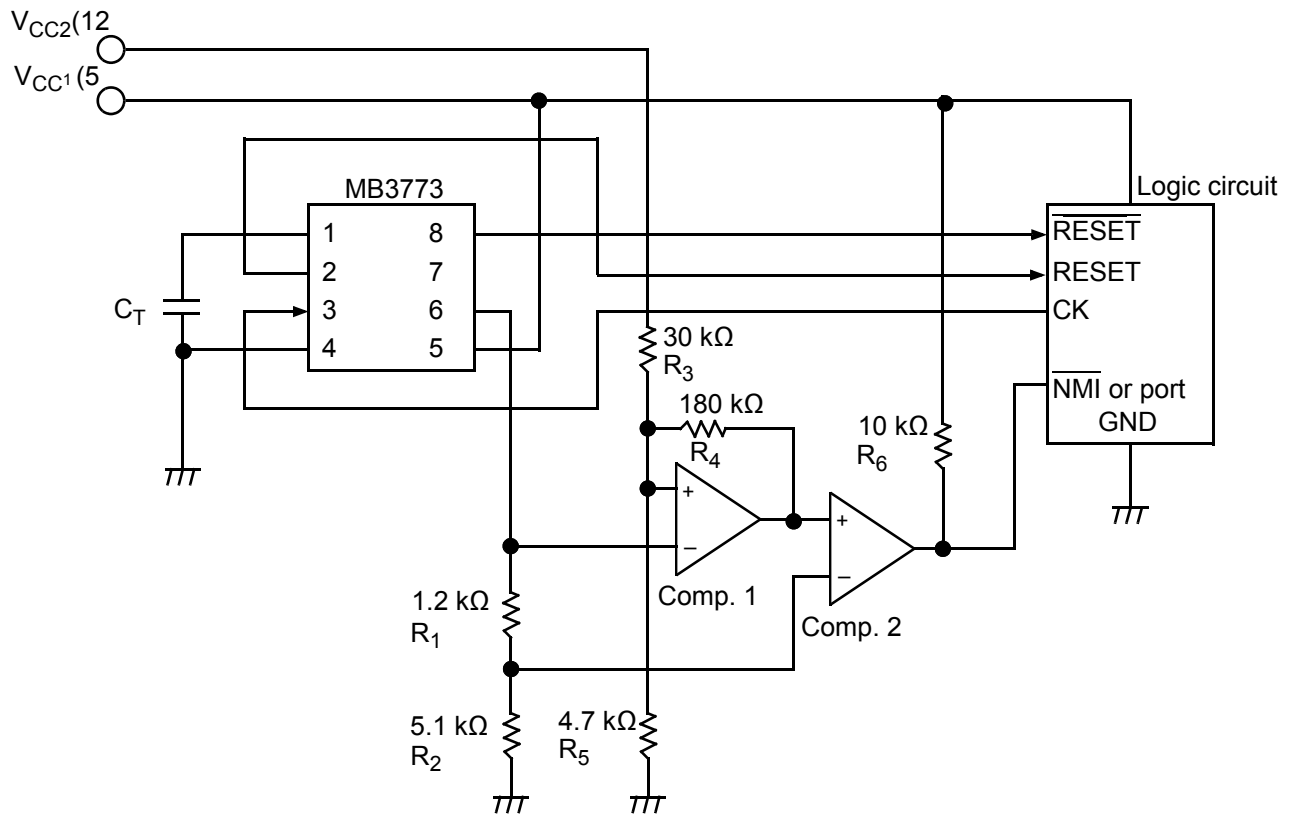 VCC2(12
VCC1(5
MB3773
Logic circuit
1 8
2 7
3 6
4 5
RESET
RESET
CK
NMI or port
GND
CT
30 kΩ
R3
180 kΩ
R4
10 kΩ
R6
+
−
Comp. 1
+
−
Comp. 2
1.2 kΩ
R1
5.1 kΩ
R2
4.7 kΩ
R5